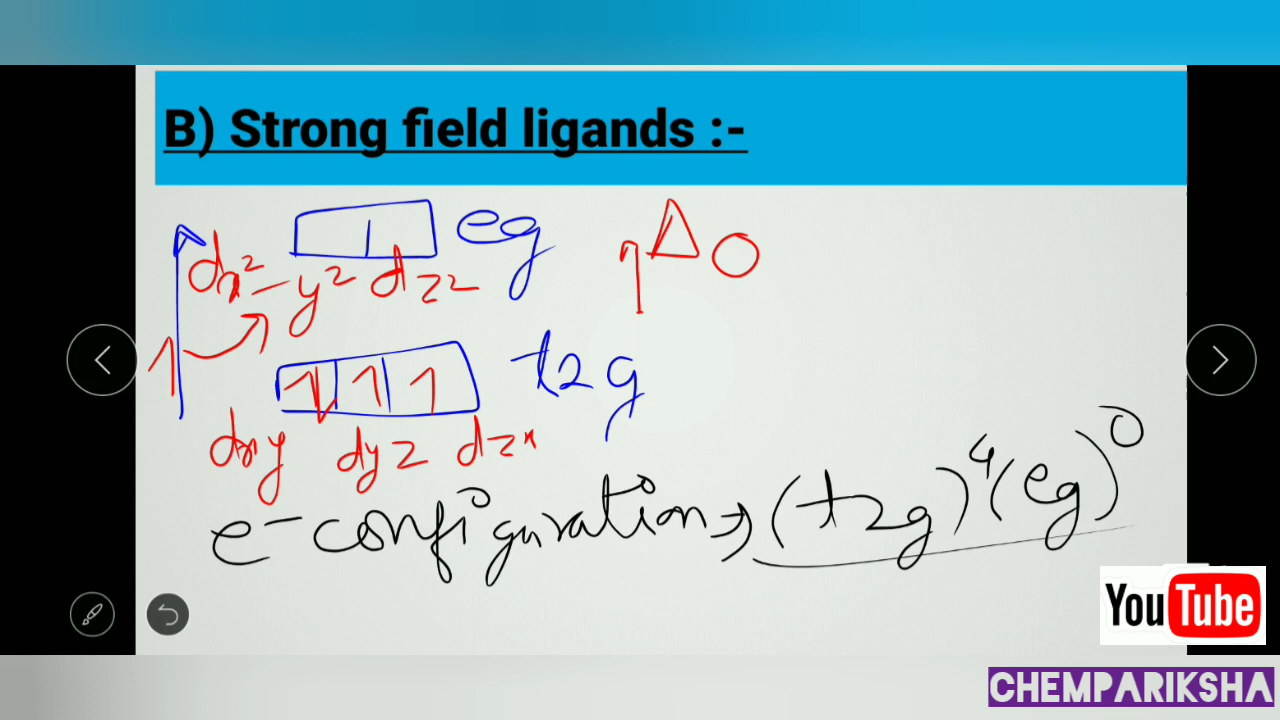 B) Strong field ligands :-
eg
↑Δo
dx²-y² dz²
t2g
dxy dyz dzx
e-configuration → (t2g)⁴(eg)⁰
YouTube
CHEMPARIKSHA